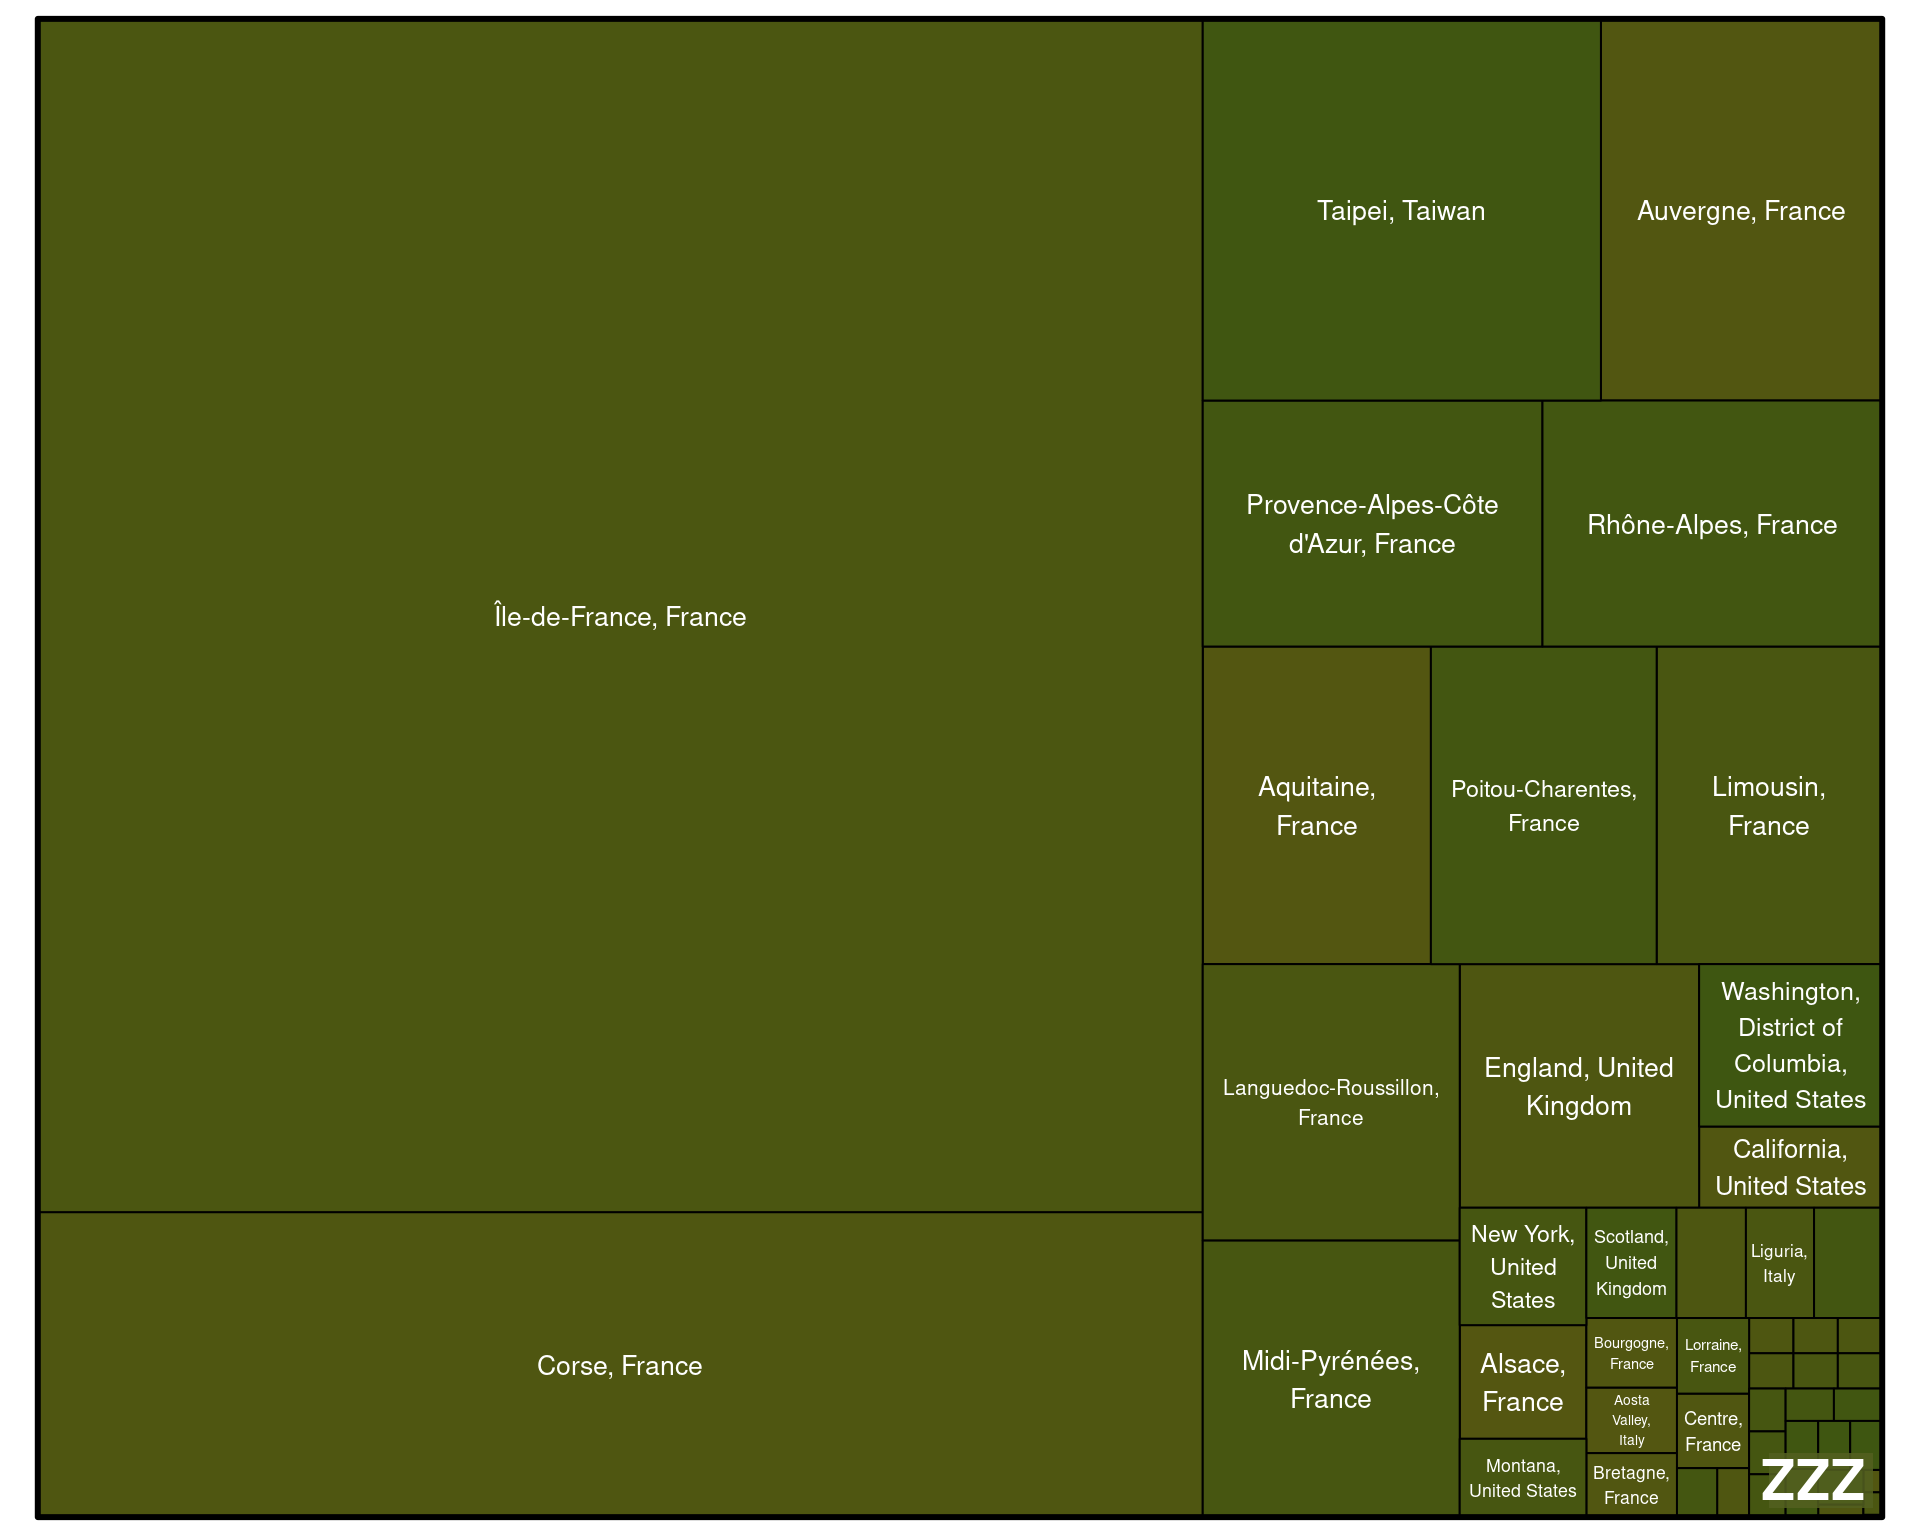 Taipei, Taiwan
Auvergne, France
Provence-Alpes-Côte
d'Azur, France
Rhône-Alpes, France
Île-de-France, France
Aquitaine,
France
Poitou-Charentes,
France
Limousin,
France
Languedoc-Roussillon,
France
England, United
Kingdom
Washington,
District of
Columbia,
United States
California,
United States
New York,
United
States
Scotland,
United
Kingdom
Liguria,
Italy
Corse, France
Midi-Pyrénées,
France
Alsace,
France
Bourgogne,
France
Lorraine,
France
Aosta
Valley,
Italy
Centre,
France
Montana,
United States
Bretagne,
France
ZZZ